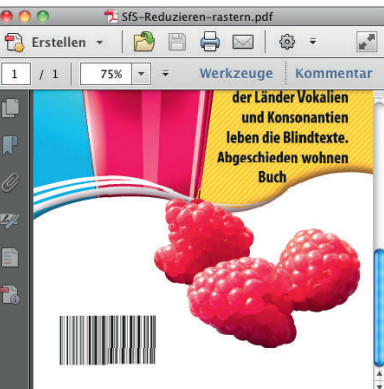 SfS-Reduzieren-rastern.pdf
Erstellen
1 / 1 75% Werkzeuge Kommentar
der Länder Vokalien
und Konsonantien
leben die Blindtexte.
Abgeschieden wohnen
Buch